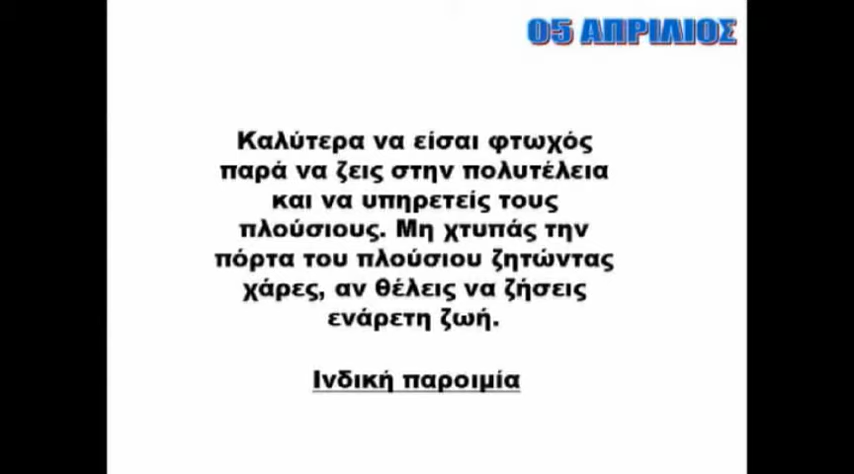 05 ΑΠΡΙΛΙΟΣ
Καλύτερα να είσαι φτωχός
παρά να ζεις στην πολυτέλεια
και να υπηρετείς τους
πλούσιους. Μη χτυπάς την
πόρτα του πλούσιου ζητώντας
χάρες, αν θέλεις να ζήσεις
ενάρετη ζωή.
Ινδική παροιμία